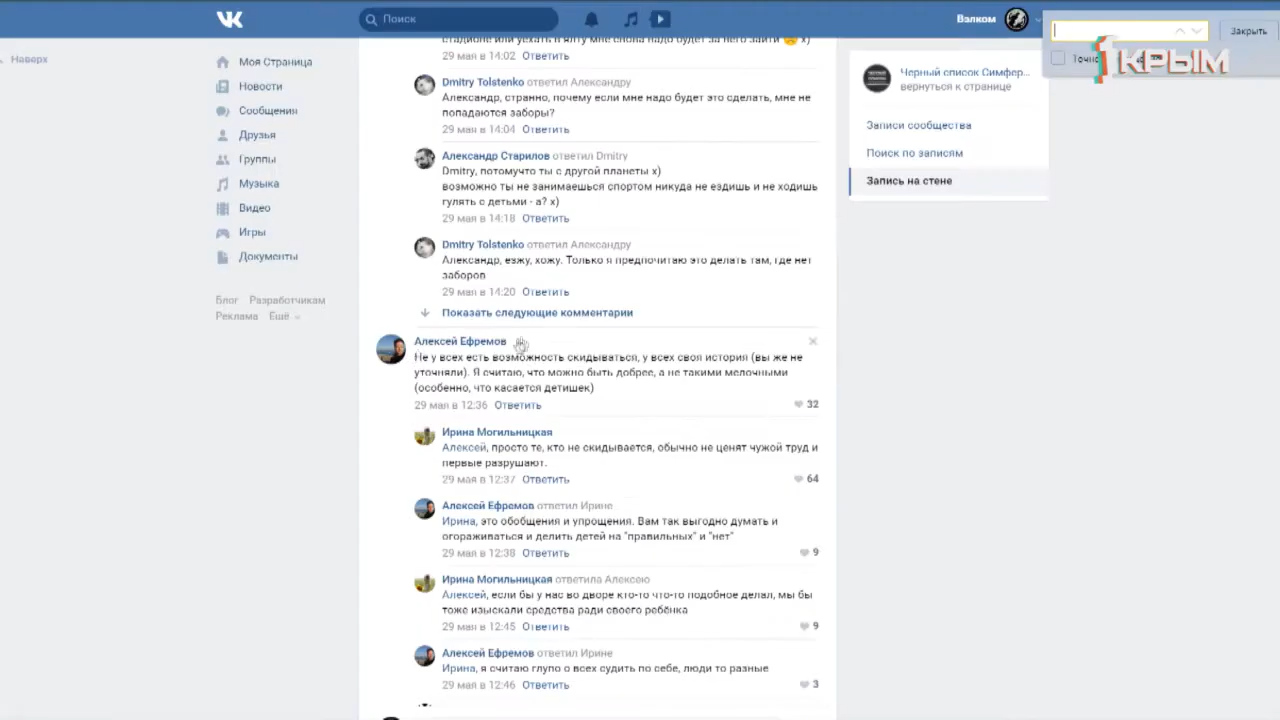 Поиск
Вэлком
Закрыть
КРЫМ
Наверх
Моя Страница
Новости
Сообщения
Друзья
Группы
Музыка
Видео
Игры
Документы
Блог Разработчикам
Реклама Ещё
стадионе или уехать в ялту мне снова надо будет за него зайти x)
29 мая в 14:02 Ответить
Dmitry Tolstenko ответил Александру
Александр, странно, почему если мне надо будет это сделать, мне не
попадаются заборы?
29 мая в 14:04 Ответить
Александр Старилов ответил Dmitry
Dmitry, потомучто ты с другой планеты x)
возможно ты не занимаешься спортом никуда не ездишь и не ходишь
гулять с детьми - а? x)
29 мая в 14:18 Ответить
Dmitry Tolstenko ответил Александру
Александр, езжу, хожу. Только я предпочитаю это делать там, где нет
заборов
29 мая в 14:20 Ответить
Показать следующие комментарии
Алексей Ефремов
Не у всех есть возможность скидываться, у всех своя история (вы же не
уточняли). Я считаю, что можно быть добрее, а не такими мелочными
(особенно, что касается детишек)
29 мая в 12:36 Ответить 32
Ирина Могильницкая
Алексей, просто те, кто не скидывается, обычно не ценят чужой труд и
первые разрушают.
29 мая в 12:37 Ответить 64
Алексей Ефремов ответил Ирине
Ирина, это обобщения и упрощения. Вам так выгодно думать и
огораживаться и делить детей на "правильных" и "нет"
29 мая в 12:38 Ответить 9
Ирина Могильницкая ответила Алексею
Алексей, если бы у нас во дворе кто-то что-то подобное делал, мы бы
тоже изыскали средства ради своего ребёнка
29 мая в 12:45 Ответить 9
Алексей Ефремов ответил Ирине
Ирина, я считаю глупо о всех судить по себе, люди то разные
29 мая в 12:46 Ответить 3
Черный список Симфер...
вернуться к странице
Записи сообщества
Поиск по записям
Запись на стене